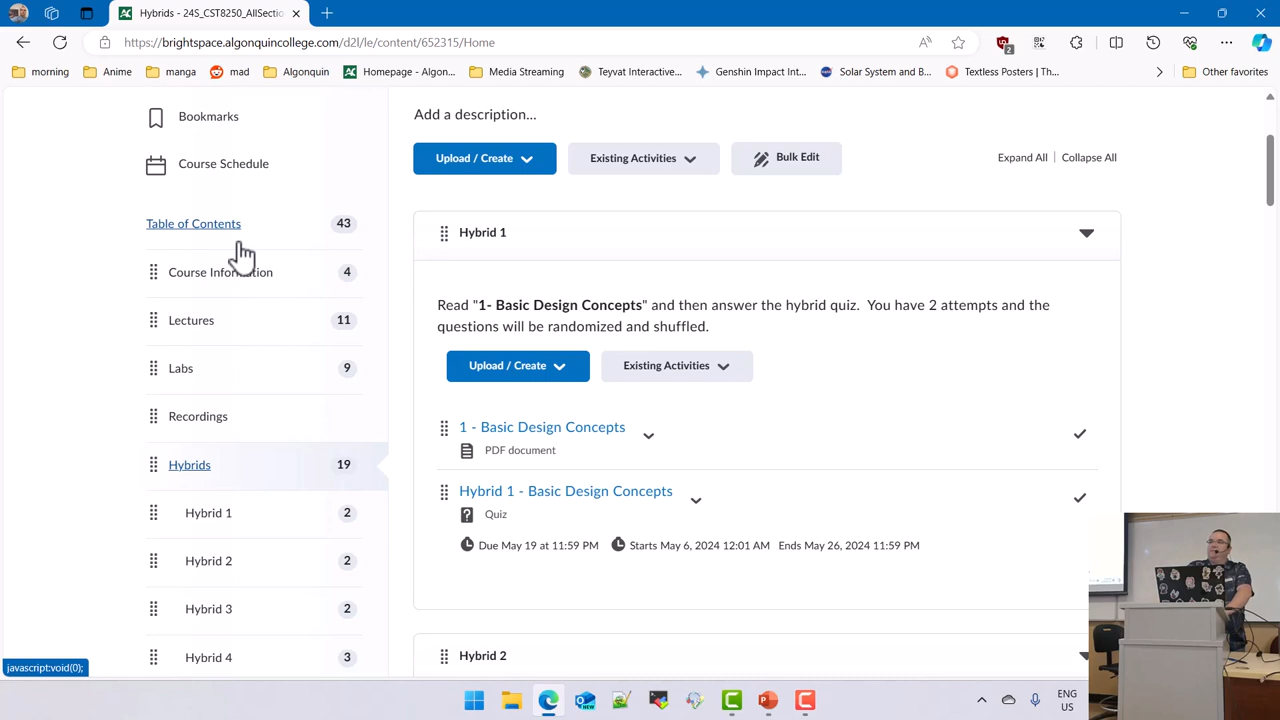 Hybrids - 24S_CST8250_AllSectio
https://brightspace.algonquincollege.com/d2l/le/content/652315/Home
2
morning
Anime
manga
mad
Algonquin
Homepage - Algon...
Media Streaming
Teyvat Interactive...
Genshin Impact Int...
Solar System and B...
Textless Posters | Th...
Other favorites
Bookmarks
Course Schedule
Table of Contents 43
Course Information 4
Lectures 11
Labs 9
Recordings
Hybrids 19
Hybrid 1 2
Hybrid 2 2
Hybrid 3 2
Hybrid 4 3
Add a description...
Upload / Create
Existing Activities
Bulk Edit
Expand All | Collapse All
Hybrid 1
Read "1- Basic Design Concepts" and then answer the hybrid quiz. You have 2 attempts and the
questions will be randomized and shuffled.
Upload / Create
Existing Activities
1 - Basic Design Concepts
PDF document
Hybrid 1 - Basic Design Concepts
Quiz
Due May 19 at 11:59 PM Starts May 6, 2024 12:01 AM Ends May 26, 2024 11:59 PM
Hybrid 2
javascript:void(0);
NEW
ENG
US